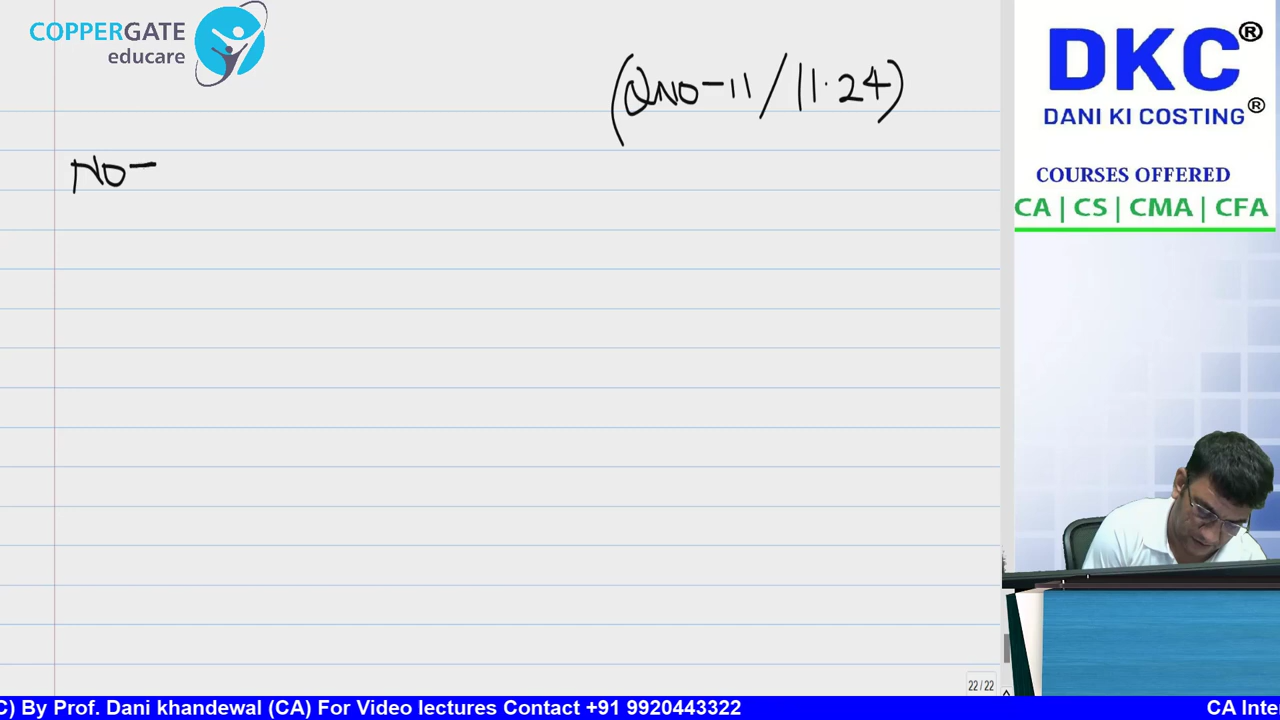 COPPERGATE
educare
(QNO-11/11.24)
NO-
DKC®
DANI KI COSTING®
COURSES OFFERED
CA | CS | CMA | CFA
22/22
C) By Prof. Dani khandewal (CA) For Video lectures Contact +91 9920443322
CA Inte